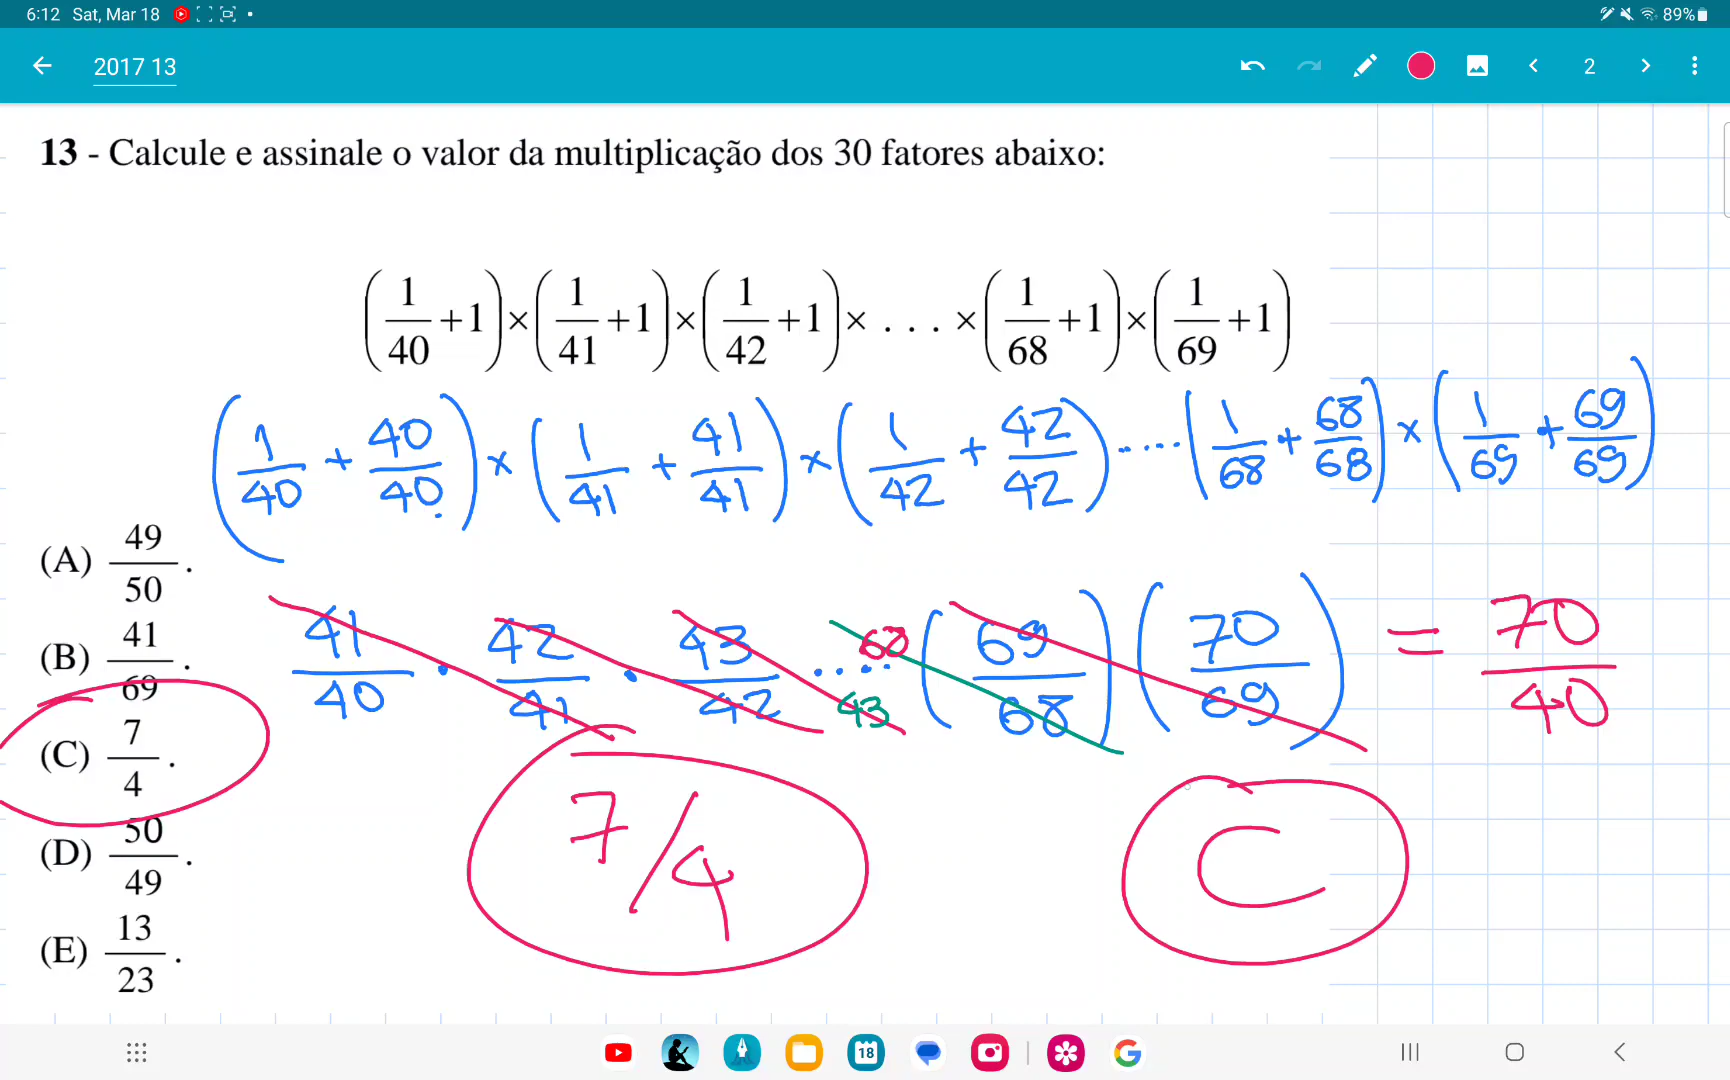 6:12 Sat, Mar 18 89%
2017 13 2
13 - Calcule e assinale o valor da multiplicação dos 30 fatores abaixo:
(1/40 + 1) × (1/41 + 1) × (1/42 + 1) × . . . × (1/68 + 1) × (1/69 + 1)
(1/40 + 40/40) × (1/41 + 41/41) × (1/42 + 42/42) ..... (1/68 + 68/68) × (1/69 + 69/69)
(A) 49/50 .
(B) 41/69 .
41/40 . 42/41 . 43/42 ..... 68 43 (69/68) (70/69) = 70/40
(C) 7/4 .
7/4 C
(D) 50/49 .
(E) 13/23 .
18